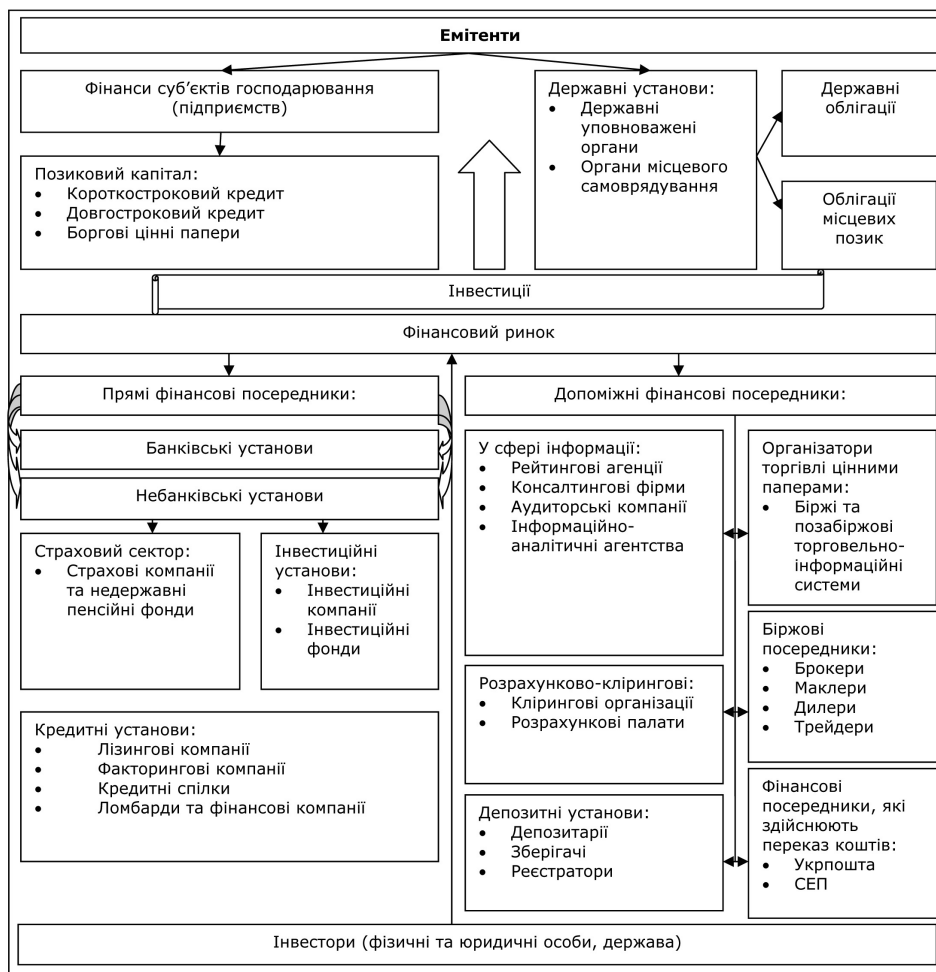 Емітенти
Фінанси суб’єктів господарювання
(підприємств)
Державні установи:
• Державні
уповноважені
органи
• Органи місцевого
самоврядування
Державні
облігації
Позиковий капітал:
• Короткостроковий кредит
• Довгостроковий кредит
• Боргові цінні папери
Облігації
місцевих
позик
Інвестиції
Фінансовий ринок
Прямі фінансові посередники:
Банківські установи
Небанківські установи
Страховий сектор:
• Страхові компанії
та недержавні
пенсійні фонди
Інвестиційні
установи:
• Інвестиційні
компанії
• Інвестиційні
фонди
Кредитні установи:
• Лізингові компанії
• Факторингові компанії
• Кредитні спілки
• Ломбарди та фінансові компанії
Допоміжні фінансові посередники:
У сфері інформації:
• Рейтингові агенції
• Консалтингові фірми
• Аудиторські компанії
• Інформаційно-
аналітичні агентства
Організатори
торгівлі цінними
паперами:
• Біржі та
позабіржові
торговельно-
інформаційні
системи
Розрахунково-клірингові:
• Клірингові організації
• Розрахункові палати
Біржові
посередники:
• Брокери
• Маклери
• Дилери
• Трейдери
Депозитні установи:
• Депозитарії
• Зберігачі
• Реєстратори
Фінансові
посередники, які
здійснюють
переказ коштів:
• Укрпошта
• СЕП
Інвестори (фізичні та юридичні особи, держава)